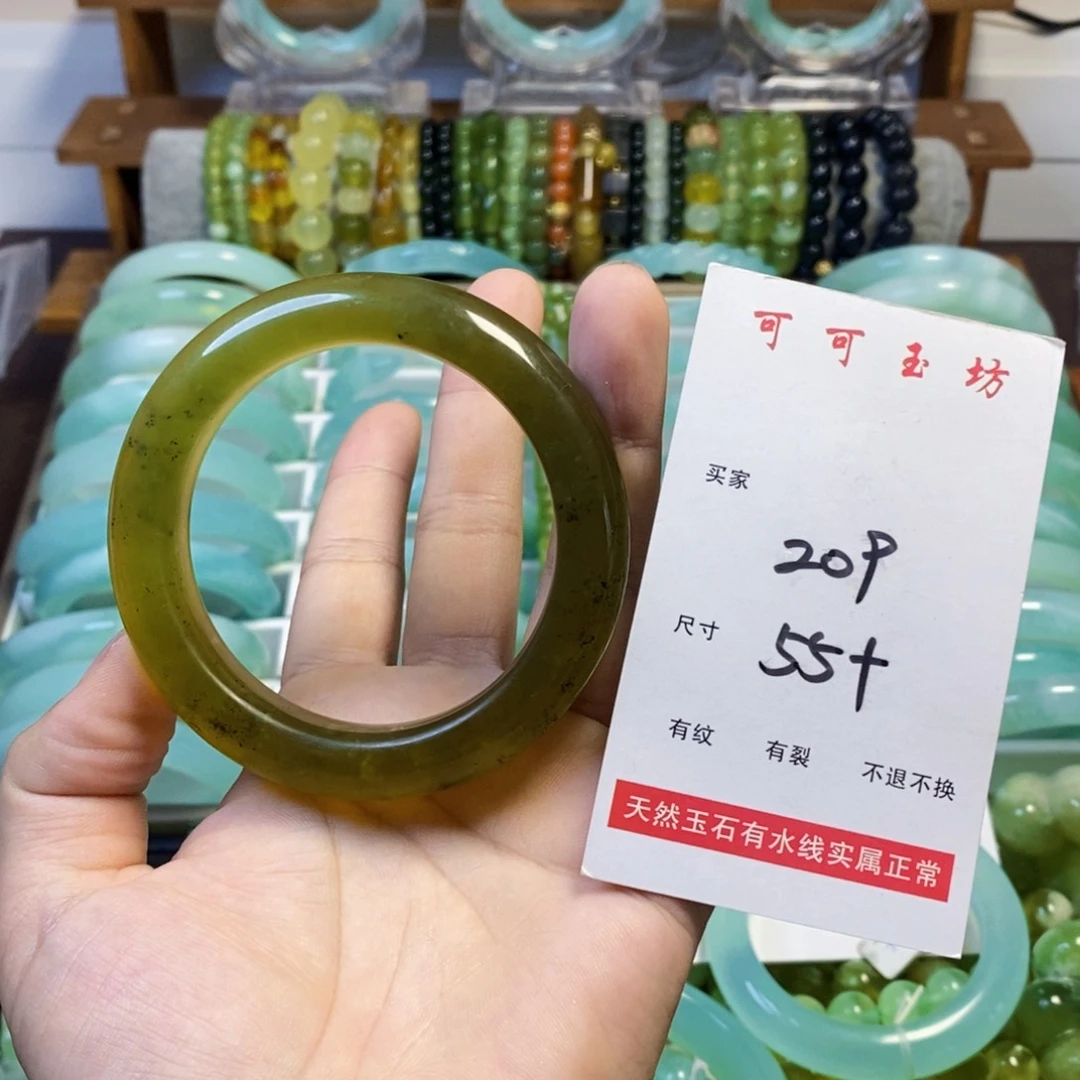 可可玉坊
买家
209
尺寸 55+
有纹 有裂 不退不换
天然玉石有水线实属正常